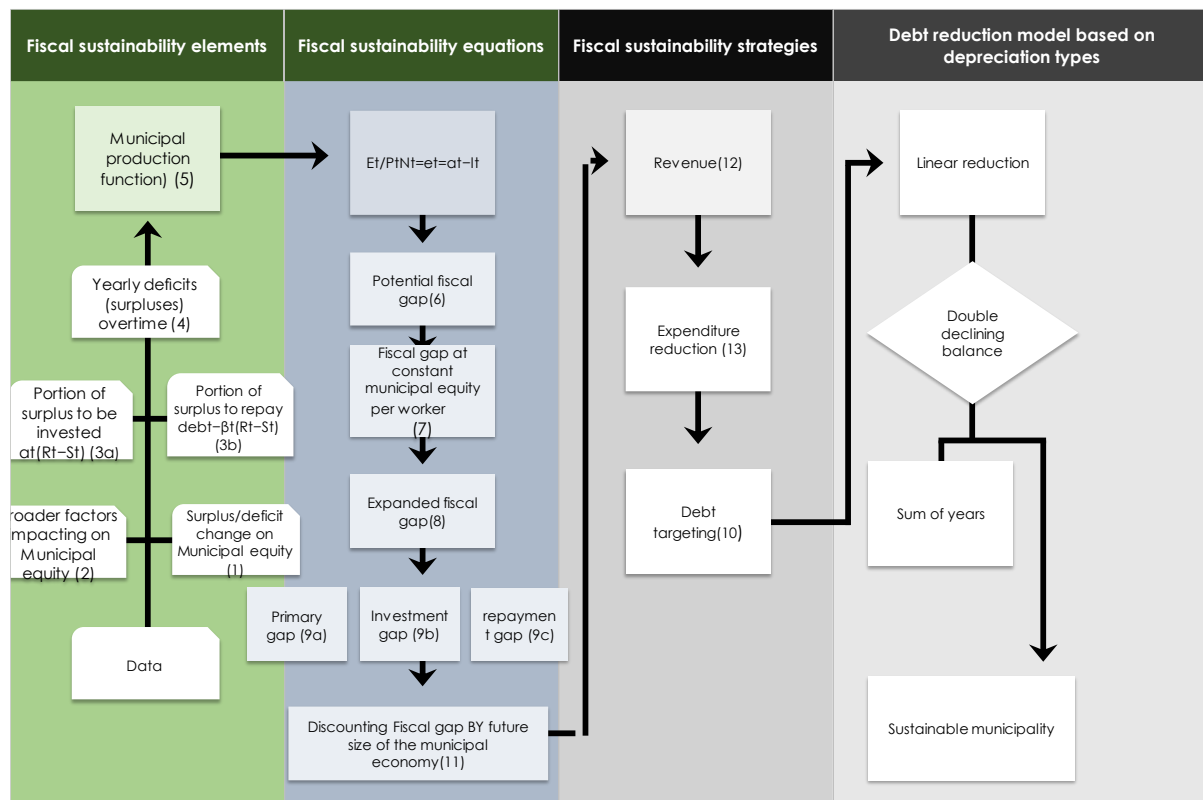 Fiscal sustainability elements
Fiscal sustainability equations
Fiscal sustainability strategies
Debt reduction model based on
depreciation types
Municipal
production
function) (5)
Yearly deficits
(surpluses)
overtime (4)
Portion of
surplus to be
invested
at(Rt−St) (3a)
Portion of
surplus to repay
debt−βt(Rt−St)
(3b)
roader factors
mpacting on
Municipal
equity (2)
Surplus/deficit
change on
Municipal equity
(1)
Data
Et/PtNt=et=at−lt
Potential fiscal
gap(6)
Fiscal gap at
constant
municipal equity
per worker
(7)
Expanded fiscal
gap(8)
Primary
gap (9a)
Investment
gap (9b)
repaymen
t gap (9c)
Discounting Fiscal gap BY future
size of the municipal
economy(11)
Revenue(12)
Expenditure
reduction (13)
Debt
targeting(10)
Linear reduction
Double
declining
balance
Sum of years
Sustainable municipality